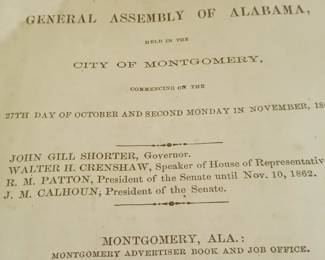 GENERAL ASSEMBLY OF ALABAMA,
HELD IN THE
CITY OF MONTGOMERY,
COMMENCING ON THE
27TH DAY OF OCTOBER AND SECOND MONDAY IN NOVEMBER, 18
JOHN GILL SHORTER, Governor.
WALTER H. CRENSHAW, Speaker of House of Representativ
R. M. PATTON, President of the Senate until Nov. 10, 1862.
J. M. CALHOUN, President of the Senate.
MONTGOMERY, ALA.:
MONTGOMERY ADVERTISER BOOK AND JOB OFFICE.